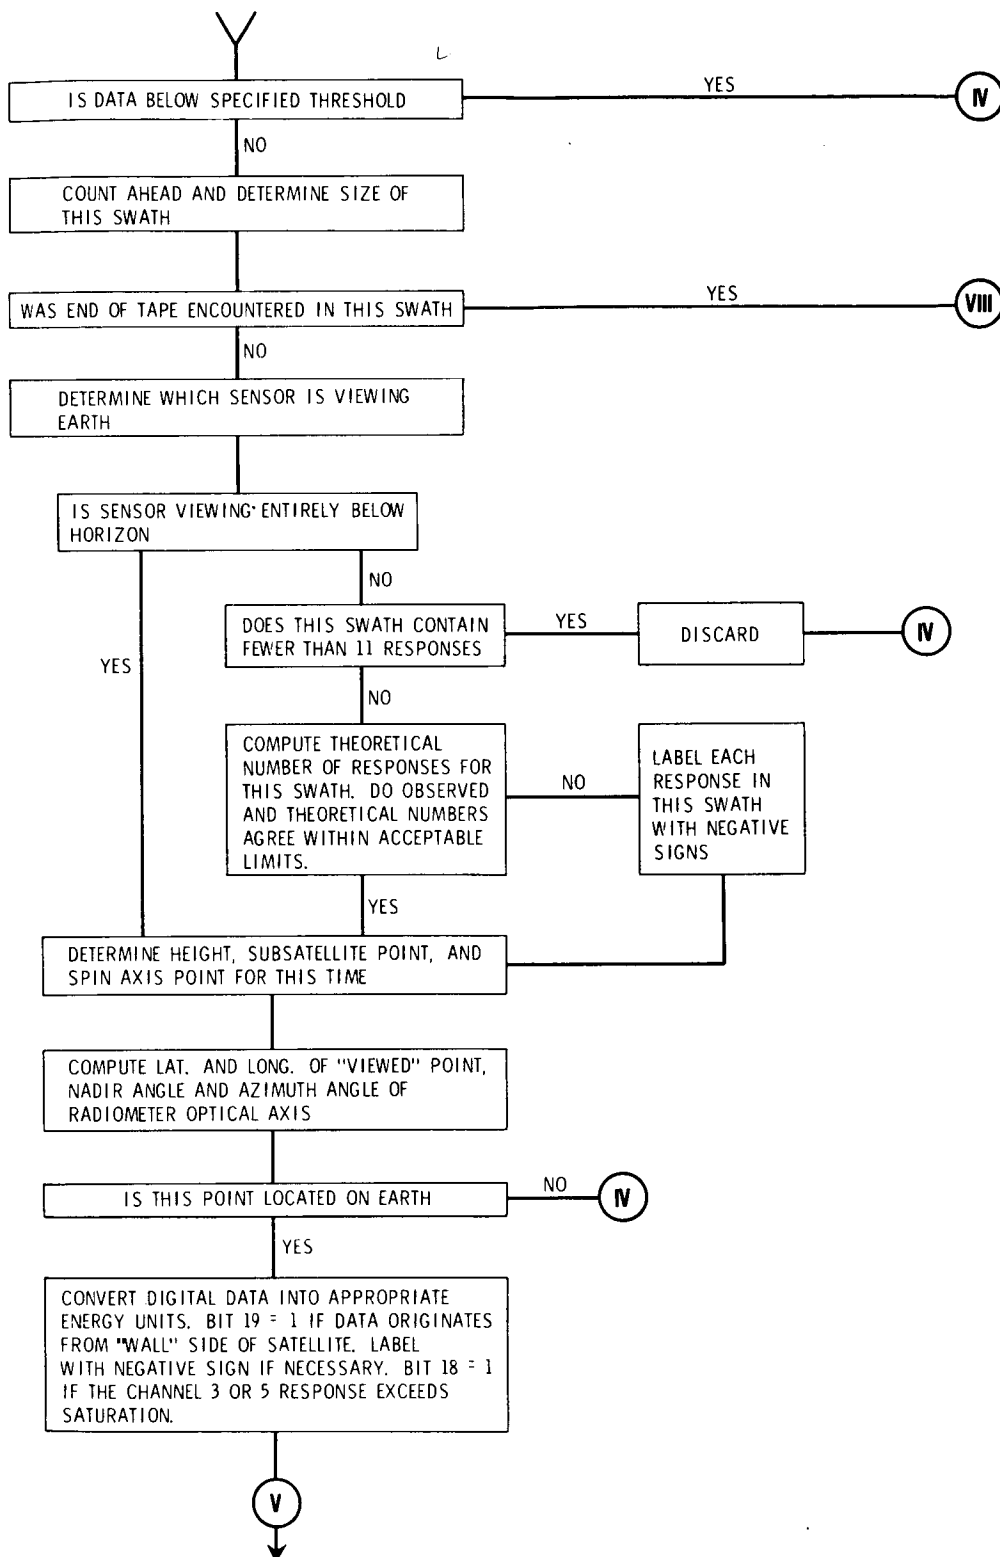 IS DATA BELOW SPECIFIED THRESHOLD
YES
IV
NO
COUNT AHEAD AND DETERMINE SIZE OF
THIS SWATH
WAS END OF TAPE ENCOUNTERED IN THIS SWATH
YES
VIII
NO
DETERMINE WHICH SENSOR IS VIEWING
EARTH
IS SENSOR VIEWING ENTIRELY BELOW
HORIZON
NO
YES
DOES THIS SWATH CONTAIN
FEWER THAN 11 RESPONSES
YES
DISCARD
IV
NO
COMPUTE THEORETICAL
NUMBER OF RESPONSES FOR
THIS SWATH. DO OBSERVED
AND THEORETICAL NUMBERS
AGREE WITHIN ACCEPTABLE
LIMITS.
NO
LABEL EACH
RESPONSE IN
THIS SWATH
WITH NEGATIVE
SIGNS
YES
DETERMINE HEIGHT, SUBSATELLITE POINT, AND
SPIN AXIS POINT FOR THIS TIME
COMPUTE LAT. AND LONG. OF "VIEWED" POINT,
NADIR ANGLE AND AZIMUTH ANGLE OF
RADIOMETER OPTICAL AXIS
IS THIS POINT LOCATED ON EARTH
NO
IV
YES
CONVERT DIGITAL DATA INTO APPROPRIATE
ENERGY UNITS. BIT 19 = 1 IF DATA ORIGINATES
FROM "WALL" SIDE OF SATELLITE. LABEL
WITH NEGATIVE SIGN IF NECESSARY. BIT 18 = 1
IF THE CHANNEL 3 OR 5 RESPONSE EXCEEDS
SATURATION.
V